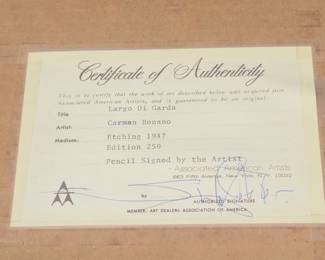 Certificate of Authenticity
This is to certify that the work of art described below was acquired from
Associated American Artists, and is guaranteed to be an original.
Title: Largo Di Garda
Artist: Carmen Bonano
Medium: Etching 1947
Edition 250
Pencil Signed by the Artist
Associated American Artists
663 Fifth Avenue, New York, N.Y. 10022
by
AUTHORIZED SIGNATURE
MEMBER, ART DEALERS ASSOCIATION OF AMERICA.